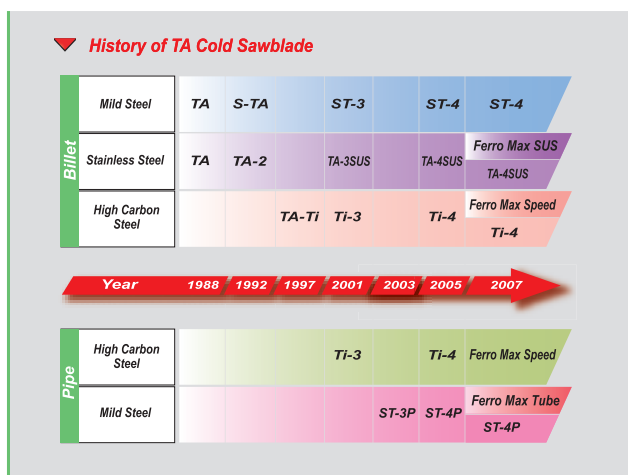 History of TA Cold Sawblade
Billet
Mild Steel TA S-TA ST-3 ST-4 ST-4
Stainless Steel TA TA-2 TA-3SUS TA-4SUS Ferro Max SUS
TA-4SUS
High Carbon
Steel TA-Ti Ti-3 Ti-4 Ferro Max Speed
Ti-4
Year 1988 1992 1997 2001 2003 2005 2007
Pipe
High Carbon
Steel Ti-3 Ti-4 Ferro Max Speed
Mild Steel ST-3P ST-4P Ferro Max Tube
ST-4P